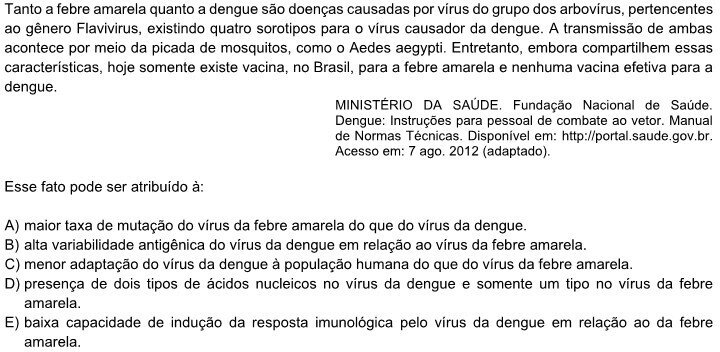 Tanto a febre amarela quanto a dengue são doenças causadas por vírus do grupo dos arbovírus, pertencentes
ao gênero Flavivirus, existindo quatro sorotipos para o vírus causador da dengue. A transmissão de ambas
acontece por meio da picada de mosquitos, como o Aedes aegypti. Entretanto, embora compartilhem essas
características, hoje somente existe vacina, no Brasil, para a febre amarela e nenhuma vacina efetiva para a
dengue.
MINISTÉRIO DA SAÚDE. Fundação Nacional de Saúde.
Dengue: Instruções para pessoal de combate ao vetor. Manual
de Normas Técnicas. Disponível em: http://portal.saude.gov.br.
Acesso em: 7 ago. 2012 (adaptado).
Esse fato pode ser atribuído à:
A) maior taxa de mutação do vírus da febre amarela do que do vírus da dengue.
B) alta variabilidade antigênica do vírus da dengue em relação ao vírus da febre amarela.
C) menor adaptação do vírus da dengue à população humana do que do vírus da febre amarela.
D) presença de dois tipos de ácidos nucleicos no vírus da dengue e somente um tipo no vírus da febre
amarela.
E) baixa capacidade de indução da resposta imunológica pelo vírus da dengue em relação ao da febre
amarela.